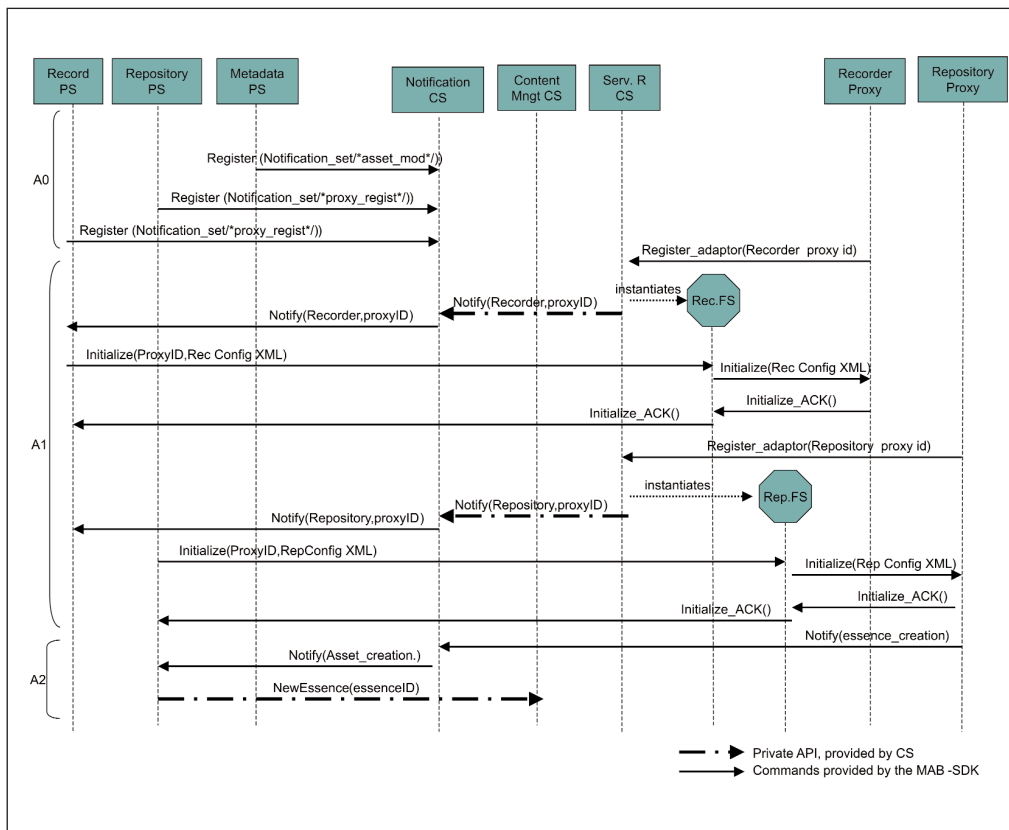 Record
PS
Repository
PS
Metadata
PS
Notification
CS
Content
Mngt CS
Serv. R
CS
Recorder
Proxy
Repository
Proxy
A0
Register (Notification_set/*asset_mod*/))
Register (Notification_set/*proxy_regist*/))
Register (Notification_set/*proxy_regist*/))
A1
Register_adaptor(Recorder proxy id)
instantiates
Rec.FS
Notify(Recorder,proxyID)
Notify(Recorder,proxyID)
Initialize(ProxyID,Rec Config XML)
Initialize(Rec Config XML)
Initialize_ACK()
Initialize_ACK()
Register_adaptor(Repository proxy id)
instantiates
Rep.FS
Notify(Repository,proxyID)
Notify(Repository,proxyID)
Initialize(ProxyID,RepConfig XML)
Initialize(Rep Config XML)
Initialize_ACK()
Initialize_ACK()
A2
Notify(essence_creation)
Notify(Asset_creation.)
NewEssence(essenceID)
Private API, provided by CS
Commands provided by the MAB -SDK